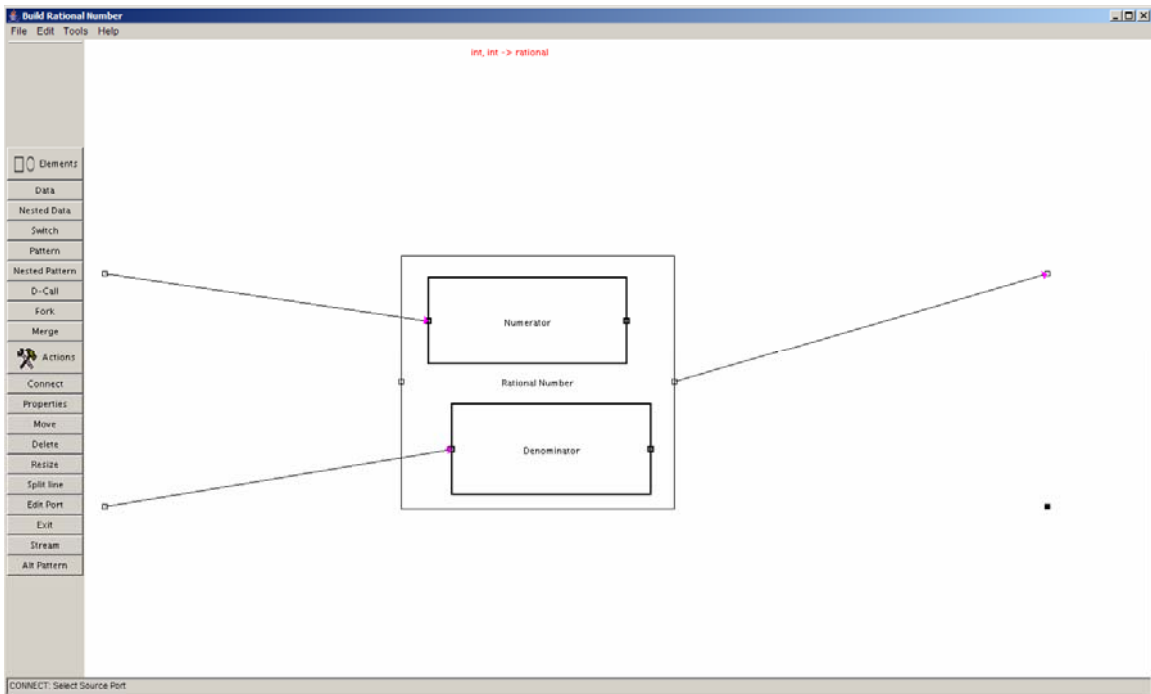 Build Rational Number
File Edit Tools Help
int, int -> rational
Elements
Data
Nested Data
Switch
Pattern
Nested Pattern
D-Call
Fork
Merge
Actions
Connect
Properties
Move
Delete
Resize
Split line
Edit Port
Exit
Stream
Alt Pattern
Numerator
Rational Number
Denominator
CONNECT: Select Source Port